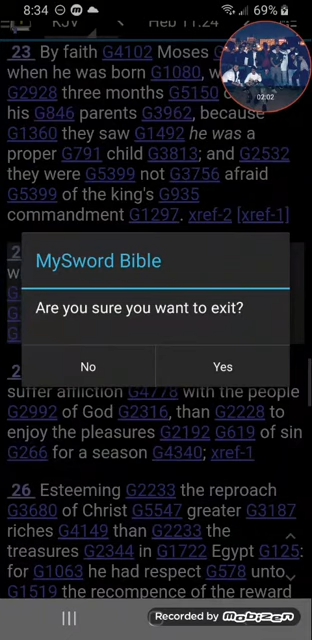 8:34
69%
KJV Heb 11:24
02:02
23 By faith G4102 Moses
when he was born G1080,
G2928 three months G5150
his G846 parents G3962, because
G1360 they saw G1492 he was a
proper G791 child G3813; and G2532
they were G5399 not G3756 afraid
G5399 of the king's G935
commandment G1297. xref-2 [xref-1]
MySword Bible
Are you sure you want to exit?
No Yes
suffer affliction G4778 with the people
G2992 of God G2316, than G2228 to
enjoy the pleasures G2192 G619 of sin
G266 for a season G4340; xref-1
26 Esteeming G2233 the reproach
G3680 of Christ G5547 greater G3187
riches G4149 than G2233 the
treasures G2344 in G1722 Egypt G125:
for G1063 he had respect G578 unto
G1519 the recompence of the reward
Recorded by mobizen